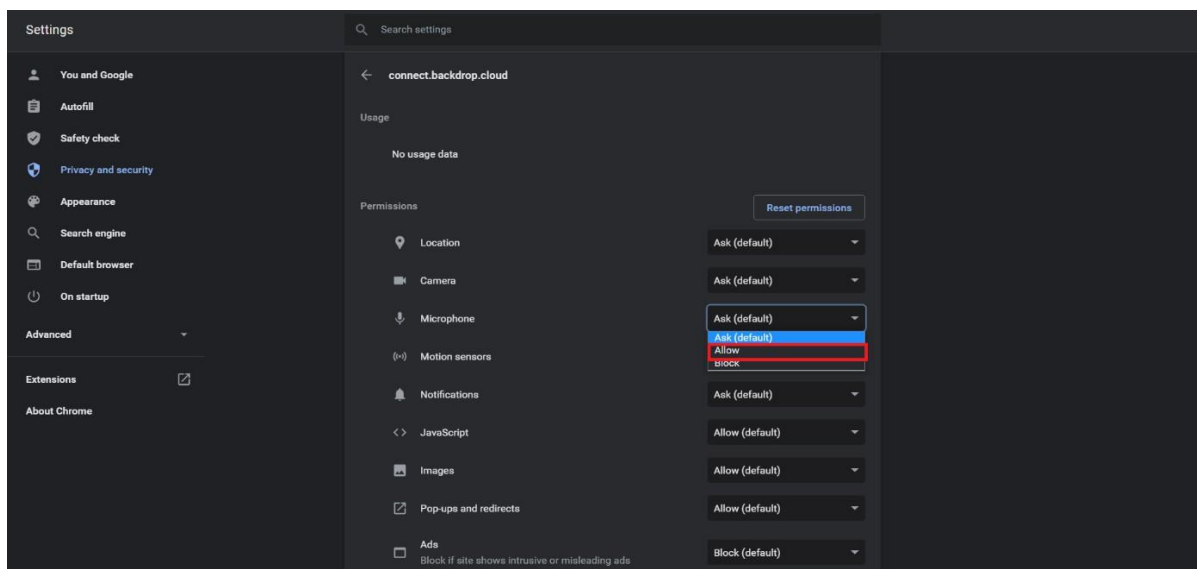 Settings
Search settings
You and Google
Autofill
Safety check
Privacy and security
Appearance
Search engine
Default browser
On startup
Advanced
Extensions
About Chrome
connect.backdrop.cloud
Usage
No usage data
Permissions
Reset permissions
Location
Ask (default)
Camera
Ask (default)
Microphone
Ask (default)
Ask (default)
Allow
Block
Motion sensors
Notifications
Ask (default)
JavaScript
Allow (default)
Images
Allow (default)
Pop-ups and redirects
Allow (default)
Ads
Block if site shows intrusive or misleading ads
Block (default)